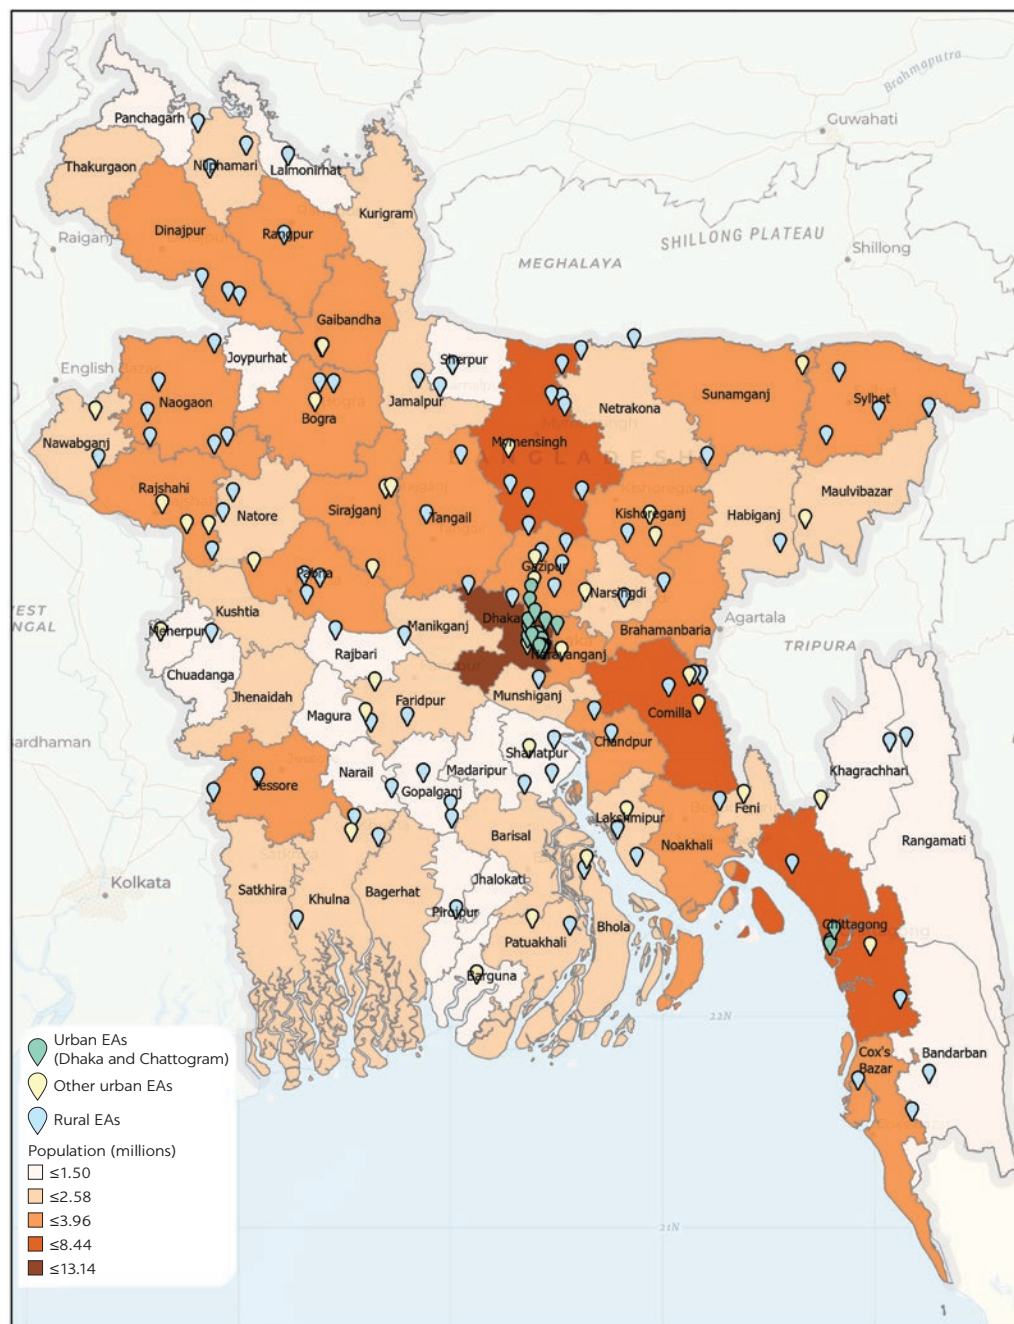 Brahmaputra
Guwahati
Panchagarh
Thakurgaon
Nilphamari
Lalmonirhat
Kurigram
Raiganj
Dinajpur
Rangpur
SHILLONG PLATEAU
Shillong
MEGHALAYA
Gaibandha
English Bazar
Joypurhat
Sherpur
Jamalpur
Naogaon
Bogra
Netrakona
Sunamganj
Sylhet
Nawabganj
Mymensingh
BANGLADESH
Rajshahi
Natore
Sirajganj
Tangail
Kishoreganj
Habiganj
Maulvibazar
Pabna
Gazipur
Narsingdi
Kushtia
Meherpur
Manikganj
Dhaka
Narayanganj
Brahamanbaria
Agartala
TRIPURA
Rajbari
Chuadanga
Jhenaidah
Magura
Faridpur
Munshiganj
Comilla
Chandpur
Shariatpur
Madaripur
Narail
Gopalganj
Jessore
Khagrachhari
Feni
Lakshmipur
Noakhali
Rangamati
Barisal
Kolkata
Satkhira
Khulna
Bagerhat
Jhalokati
Pirojpur
Patuakhali
Bhola
Chittagong
Barguna
22N
Cox's
Bazar
Bandarban
21N
Urban EAs
(Dhaka and Chattogram)
Other urban EAs
Rural EAs
Population (millions)
≤1.50
≤2.58
≤3.96
≤8.44
≤13.14